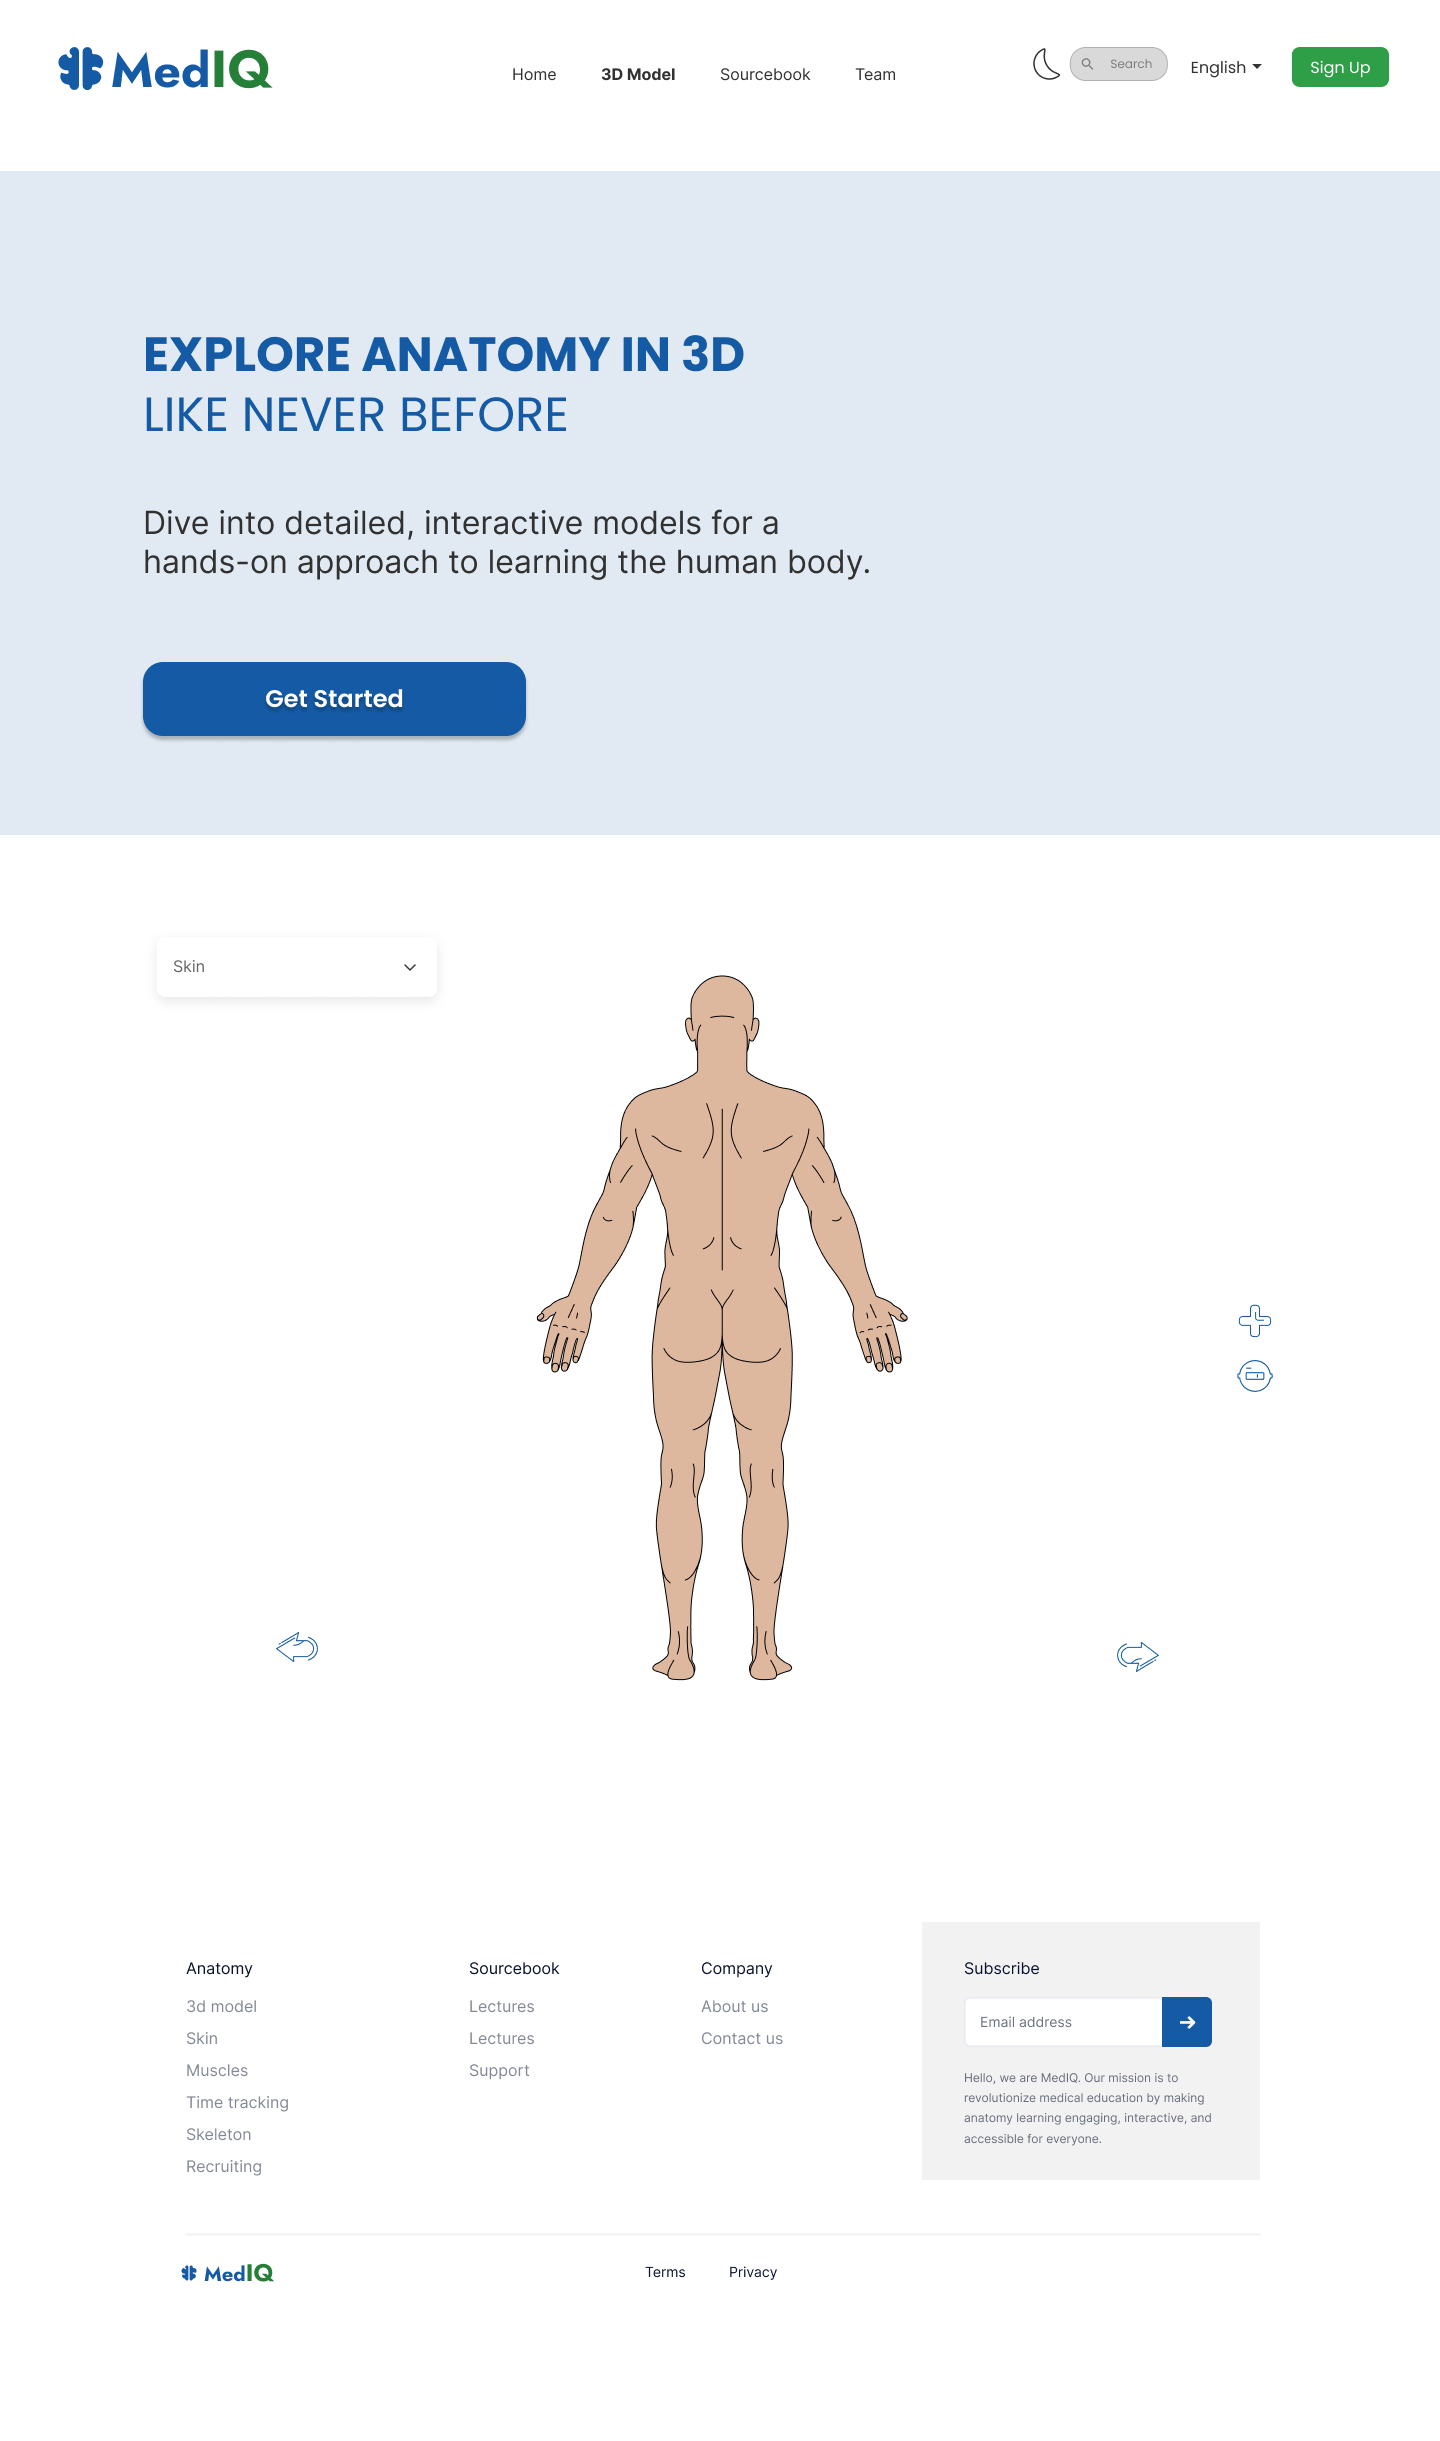 MedIQ
Home
3D Model
Sourcebook
Team
Search
English
Sign Up
EXPLORE ANATOMY IN 3D
LIKE NEVER BEFORE
Dive into detailed, interactive models for a
hands-on approach to learning the human body.
Get Started
Skin
Anatomy
3d model
Skin
Muscles
Time tracking
Skeleton
Recruiting
Sourcebook
Lectures
Lectures
Support
Company
About us
Contact us
Subscribe
Email address
Hello, we are MedIQ. Our mission is to
revolutionize medical education by making
anatomy learning engaging, interactive, and
accessible for everyone.
MedIQ
Terms
Privacy